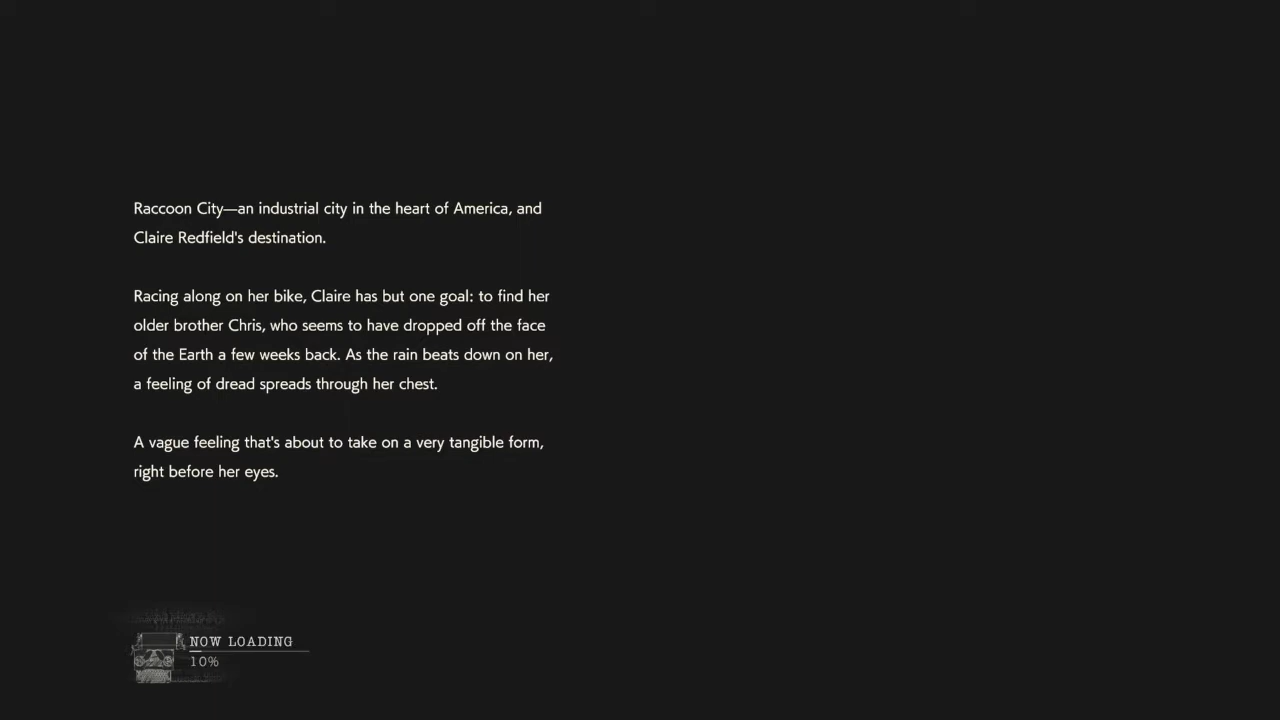 Raccoon City—an industrial city in the heart of America, and
Claire Redfield's destination.
Racing along on her bike, Claire has but one goal: to find her
older brother Chris, who seems to have dropped off the face
of the Earth a few weeks back. As the rain beats down on her,
a feeling of dread spreads through her chest.
A vague feeling that's about to take on a very tangible form,
right before her eyes.
NOW LOADING
10%